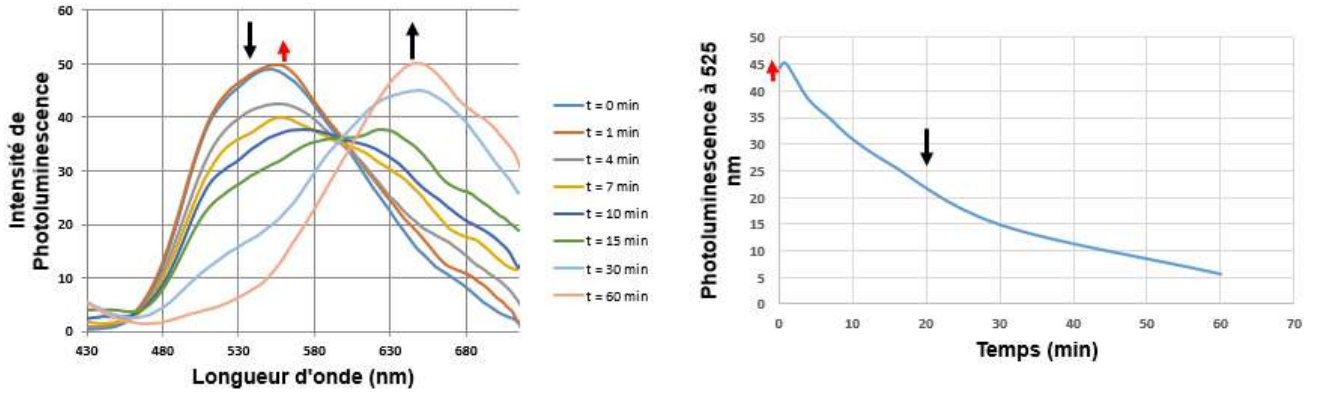 60
50
40
30
20
10
0
430 480 530 580 630 680
Intensité de
Photoluminescence
Longueur d'onde (nm)
t = 0 min
t = 1 min
t = 4 min
t = 7 min
t = 10 min
t = 15 min
t = 30 min
t = 60 min
50
45
40
35
30
25
20
15
10
5
0
0 10 20 30 40 50 60 70
Photoluminescence à 525
nm
Temps (min)